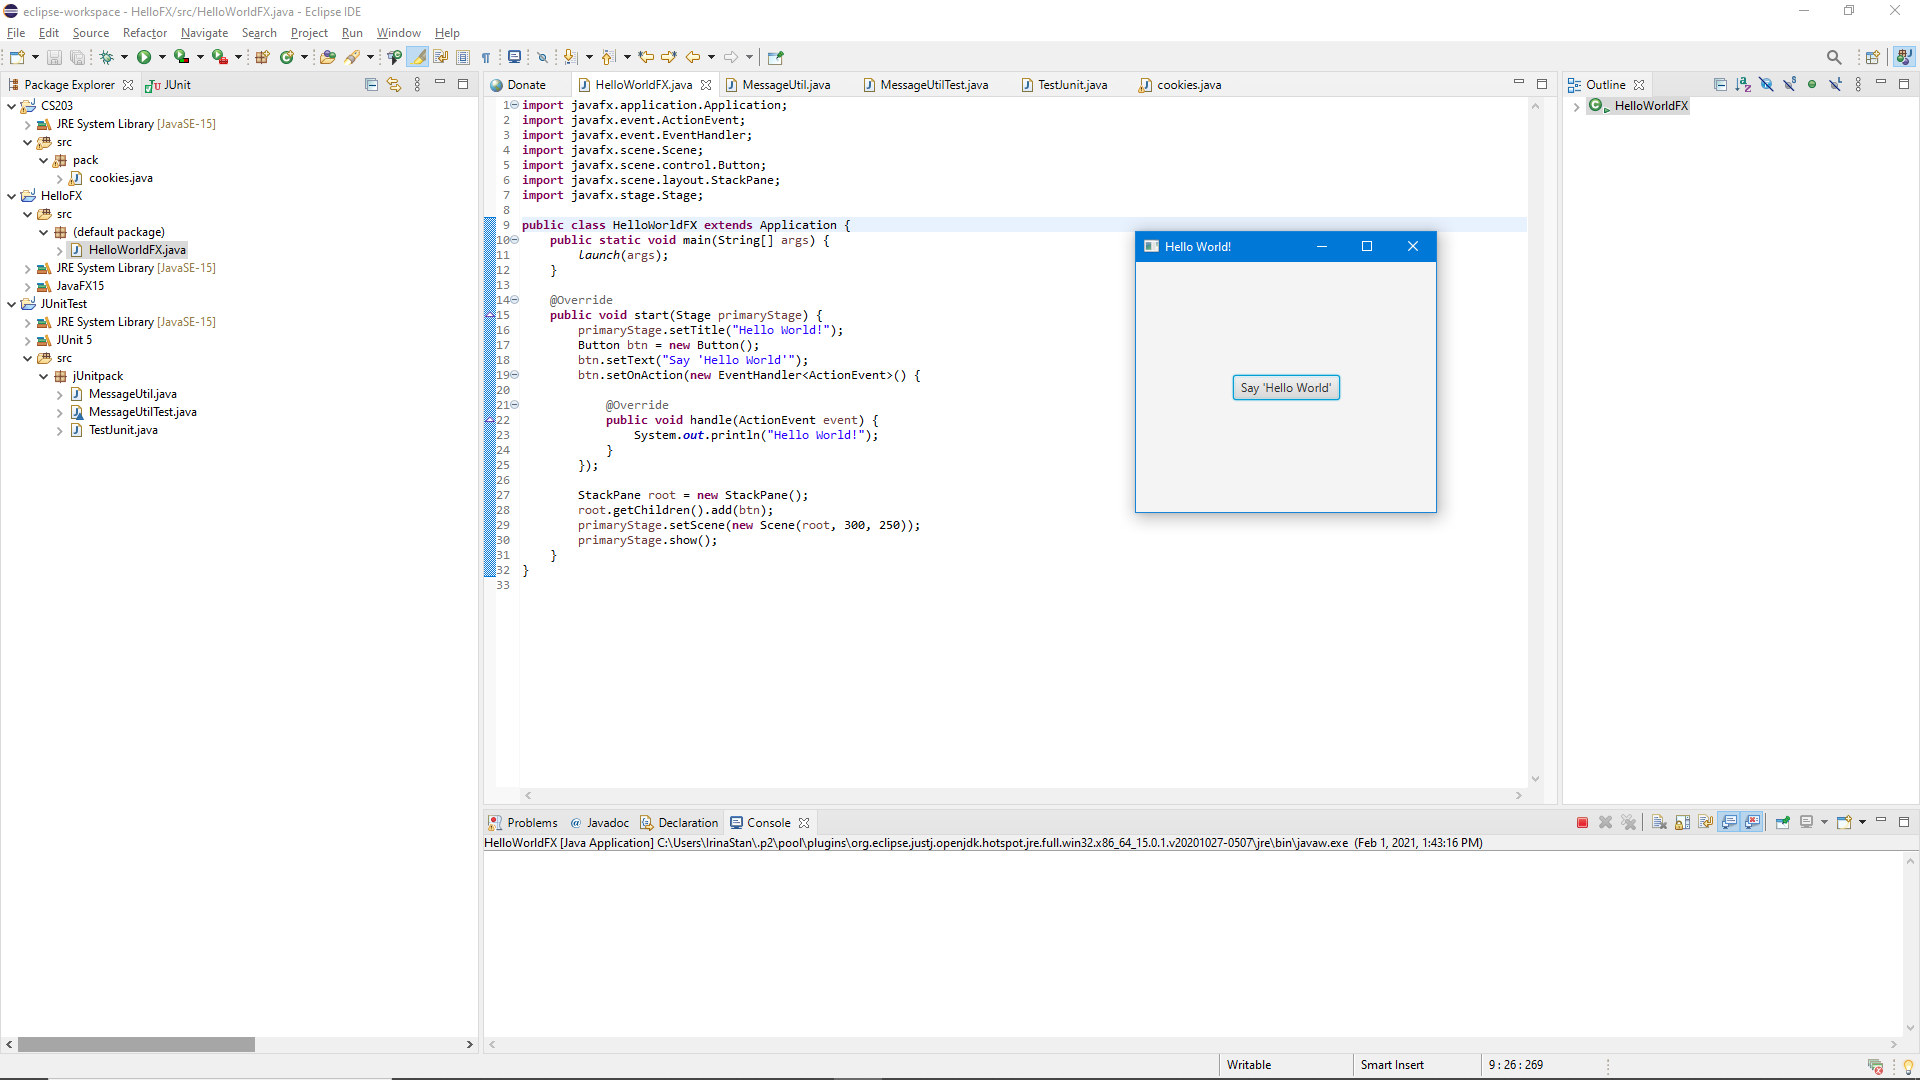 eclipse-workspace - HelloFX/src/HelloWorldFX.java - Eclipse IDE
File Edit Source Refactor Navigate Search Project Run Window Help
Package Explorer JUnit
CS203
JRE System Library [JavaSE-15]
src
pack
cookies.java
HelloFX
src
(default package)
HelloWorldFX.java
JRE System Library [JavaSE-15]
JavaFX15
JUnitTest
JRE System Library [JavaSE-15]
JUnit 5
src
jUnitpack
MessageUtil.java
MessageUtilTest.java
TestJunit.java
Donate HelloWorldFX.java MessageUtil.java MessageUtilTest.java TestJunit.java cookies.java
1 import javafx.application.Application;
2 import javafx.event.ActionEvent;
3 import javafx.event.EventHandler;
4 import javafx.scene.Scene;
5 import javafx.scene.control.Button;
6 import javafx.scene.layout.StackPane;
7 import javafx.stage.Stage;
8
9 public class HelloWorldFX extends Application {
10 public static void main(String[] args) {
11 launch(args);
12 }
13
14 @Override
15 public void start(Stage primaryStage) {
16 primaryStage.setTitle("Hello World!");
17 Button btn = new Button();
18 btn.setText("Say 'Hello World'");
19 btn.setOnAction(new EventHandler<ActionEvent>() {
20
21 @Override
22 public void handle(ActionEvent event) {
23 System.out.println("Hello World!");
24 }
25 });
26
27 StackPane root = new StackPane();
28 root.getChildren().add(btn);
29 primaryStage.setScene(new Scene(root, 300, 250));
30 primaryStage.show();
31 }
32 }
33
Hello World!
Say 'Hello World'
Outline
HelloWorldFX
Problems Javadoc Declaration Console
HelloWorldFX [Java Application] C:\Users\IrinaStan\.p2\pool\plugins\org.eclipse.justj.openjdk.hotspot.jre.full.win32.x86_64_15.0.1.v20201027-0507\jre\bin\javaw.exe (Feb 1, 2021, 1:43:16 PM)
Writable Smart Insert 9 : 26 : 269